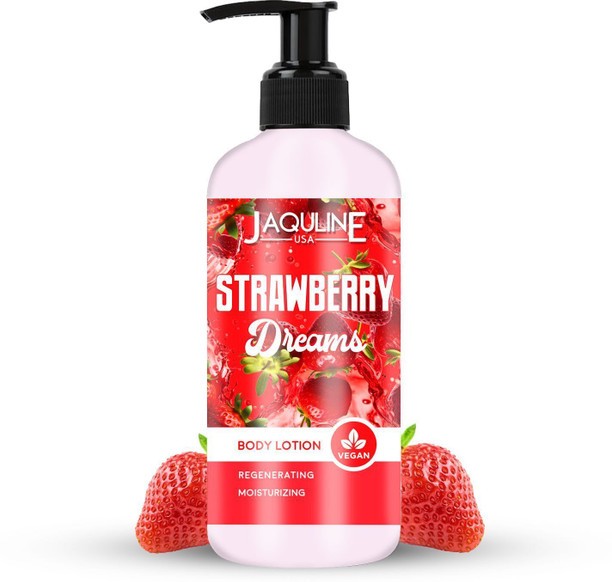 JAQULINE
USA
STRAWBERRY
Dreams
BODY LOTION
VEGAN
REGENERATING
MOISTURIZING